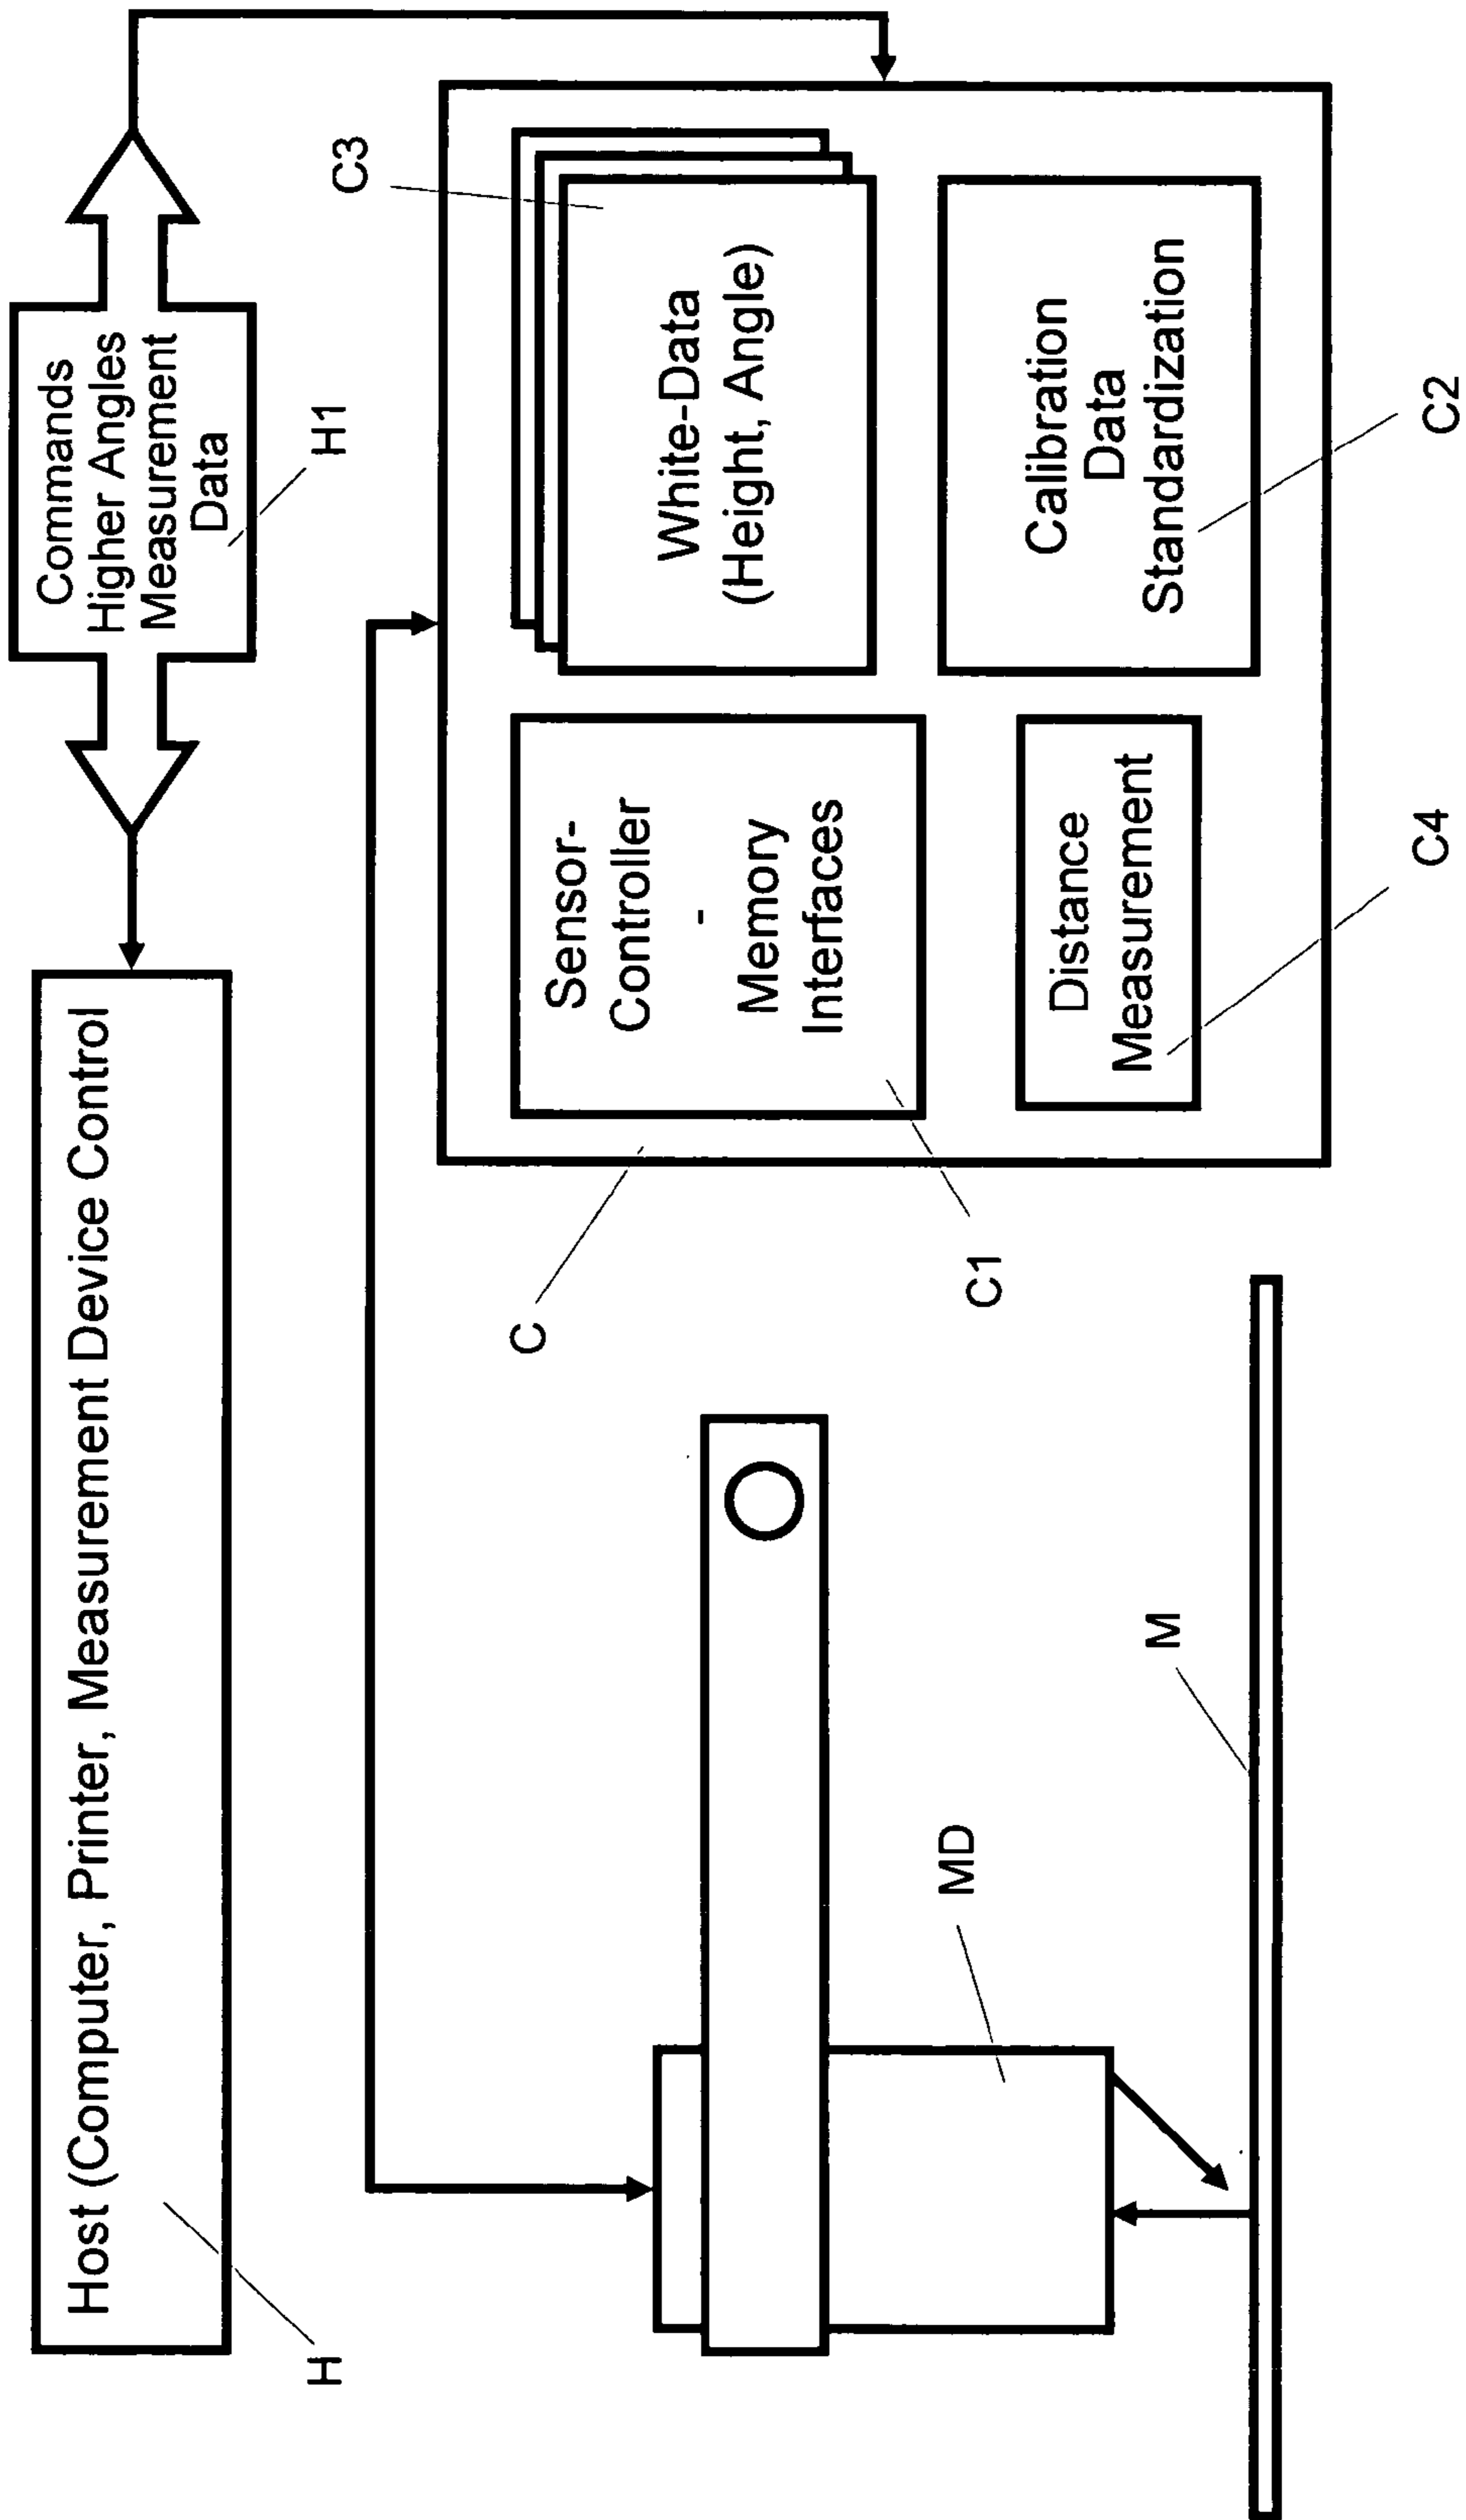 Host (Computer, Printer, Measurement Device Control
H
Commands
Higher Angles
Measurement
Data
H1
C3
C
Sensor-
Controller
-
Memory
Interfaces
White-Data
(Height, Angle)
C1
Distance
Measurement
Calibration
Data
Standardization
MD
M
C4
C2